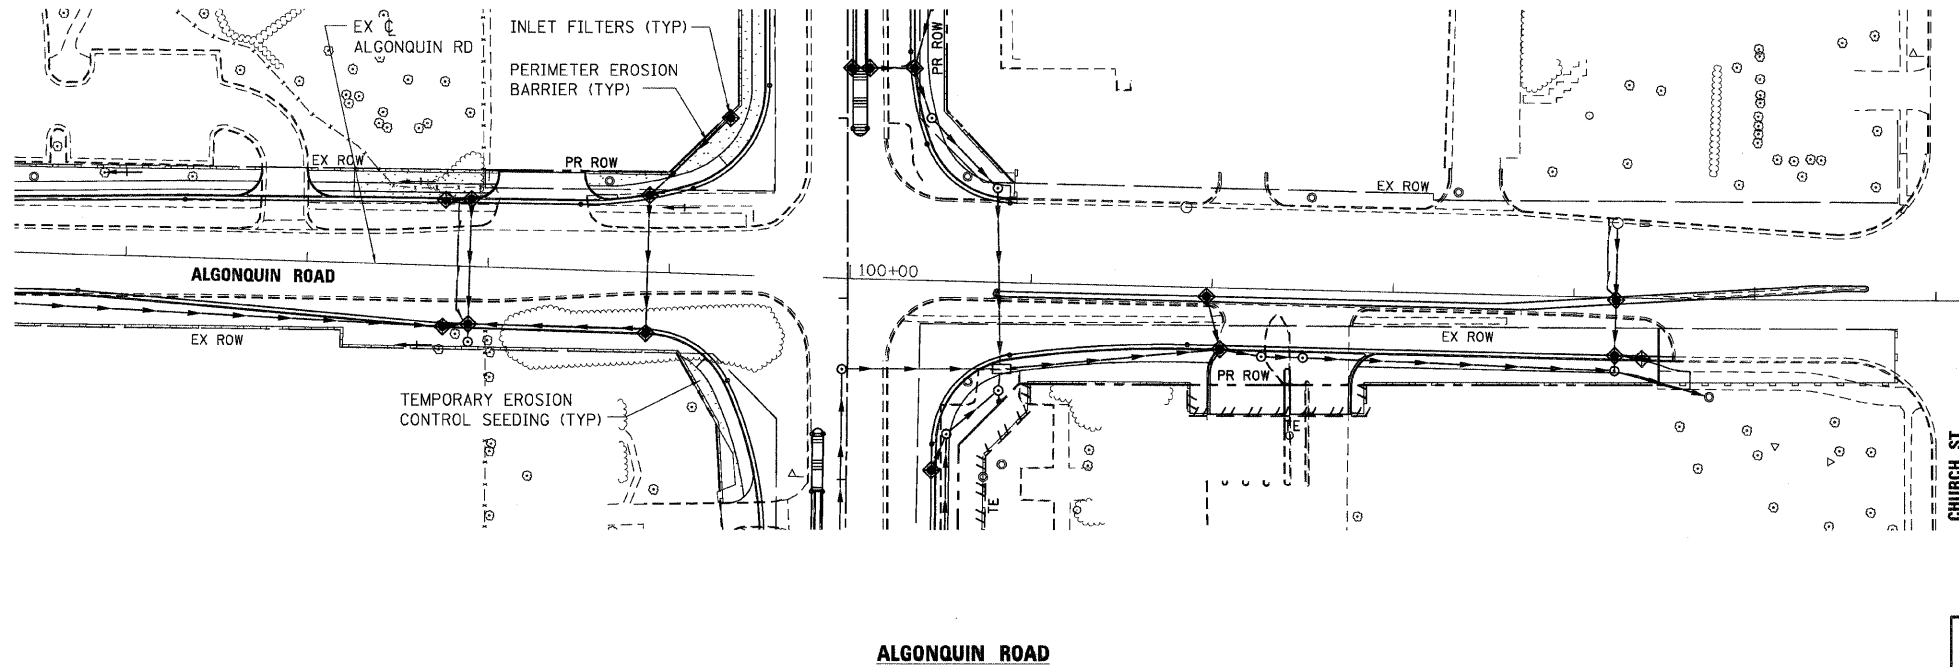 EX ℄
ALGONQUIN RD
INLET FILTERS (TYP)
PERIMETER EROSION
BARRIER (TYP)
PR ROW
EX ROW
PR ROW
EX ROW
ALGONQUIN ROAD
100+00
EX ROW
EX ROW
PR ROW
TEMPORARY EROSION
CONTROL SEEDING (TYP)
TE
TE
CHURCH ST
ALGONQUIN ROAD